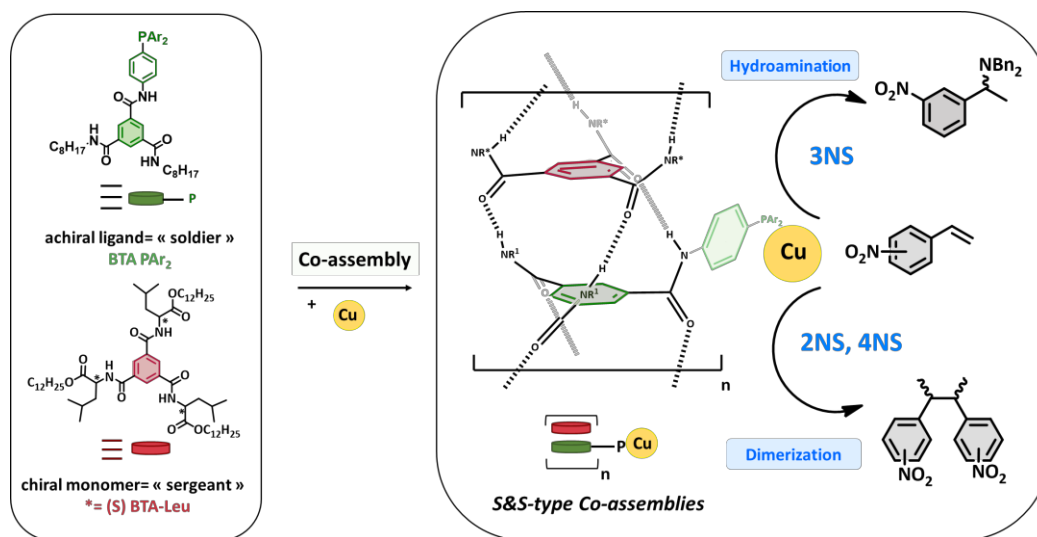 PAr₂
NH
O
O
H
N
C₈H₁₇
O
NH
C₈H₁₇
P
achiral ligand= « soldier »
BTA PAr₂
OC₁₂H₂₅
O
*
O
NH
O
C₁₂H₂₅O
*
N
H
O
O
NH
*
O
OC₁₂H₂₅
chiral monomer= « sergeant »
*= (S) BTA-Leu
Co-assembly
+
Cu
H
NR*
H
NR*
O
H
NR*
O
O
H
NR¹
H
NR¹
O
O
H
N
O
PAr₂
Cu
n
Cu
P
n
S&S-type Co-assemblies
Hydroamination
NBn₂
O₂N
3NS
O₂N
2NS, 4NS
NO₂
NO₂
Dimerization